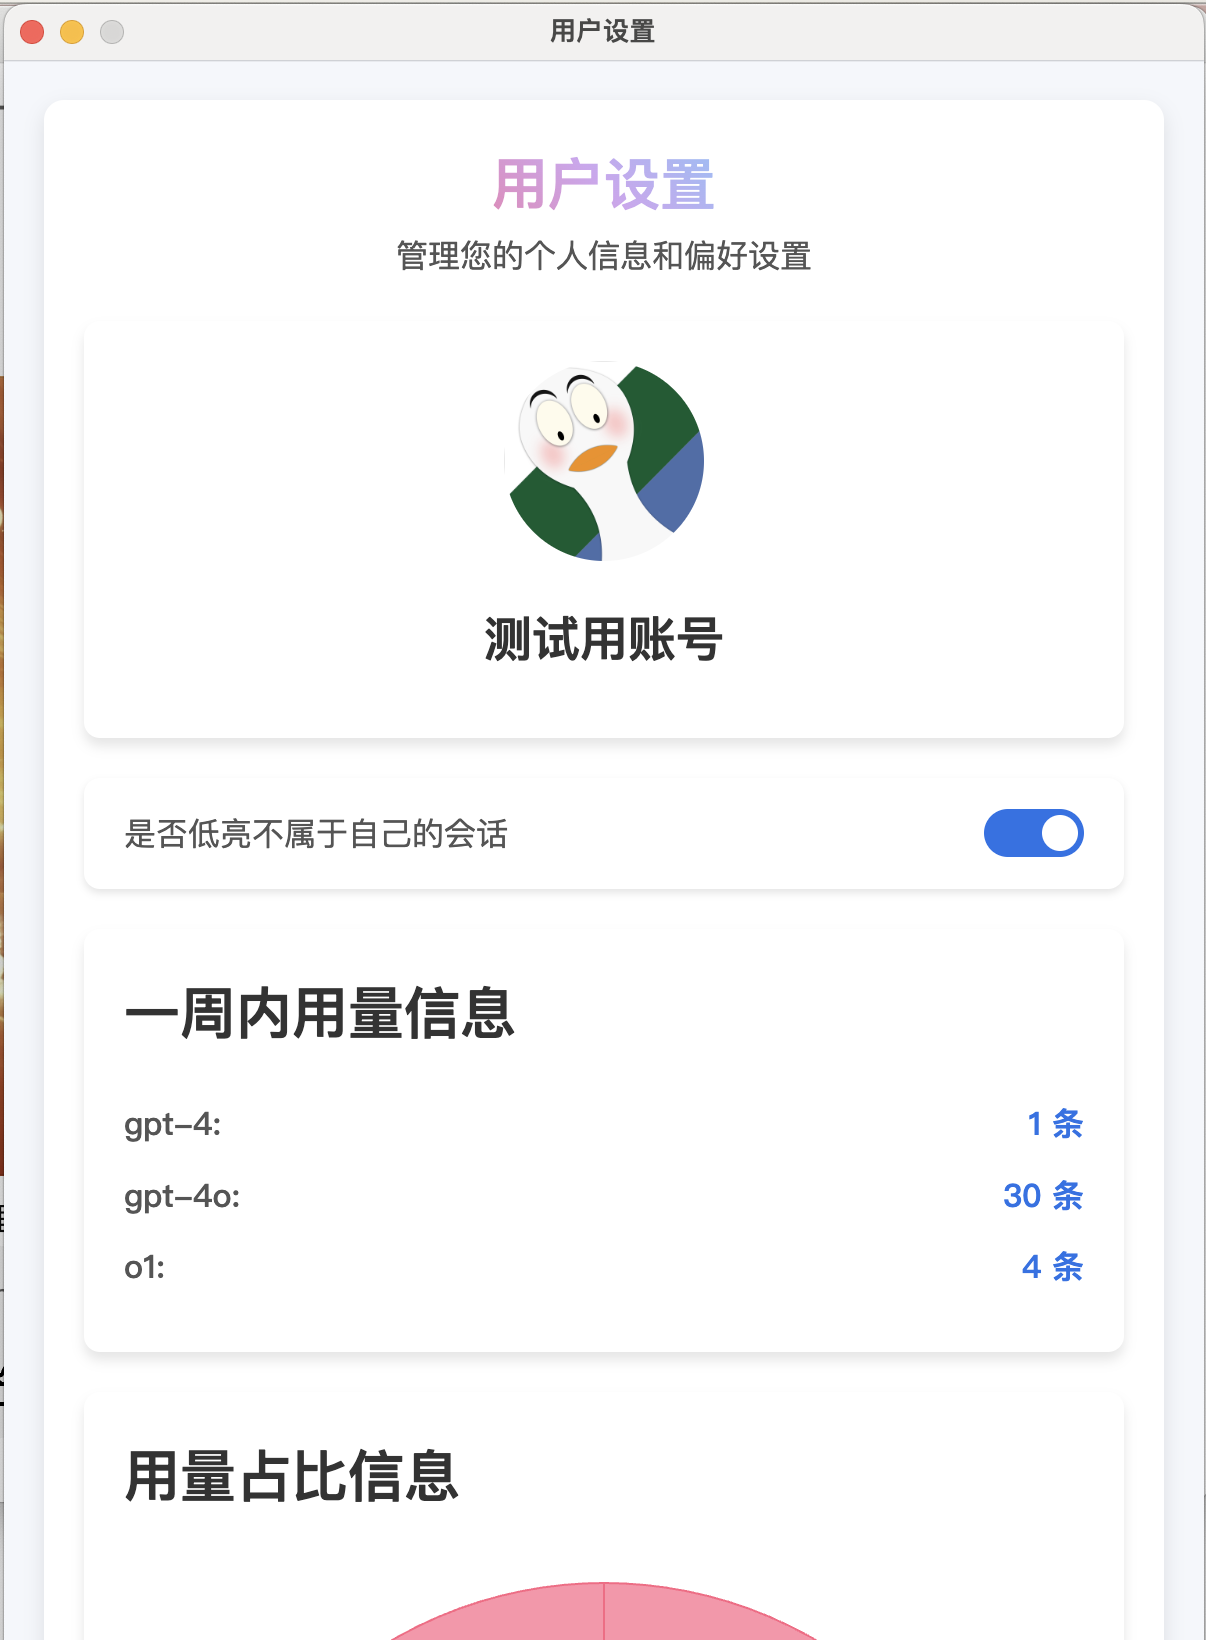 用户设置
用户设置
管理您的个人信息和偏好设置
测试用账号
是否低亮不属于自己的会话
一周内用量信息
gpt-4: 1 条
gpt-4o: 30 条
o1: 4 条
用量占比信息